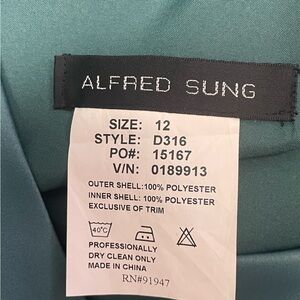 ALFRED SUNG
SIZE: 12
STYLE: D316
PO#: 15167
V/N: 0189913
OUTER SHELL:100% POLYESTER
INNER SHELL: 100% POLYESTER
EXCLUSIVE OF TRIM
40°C
PROFESSIONALLY
DRY CLEAN ONLY
MADE IN CHINA
RN#91947